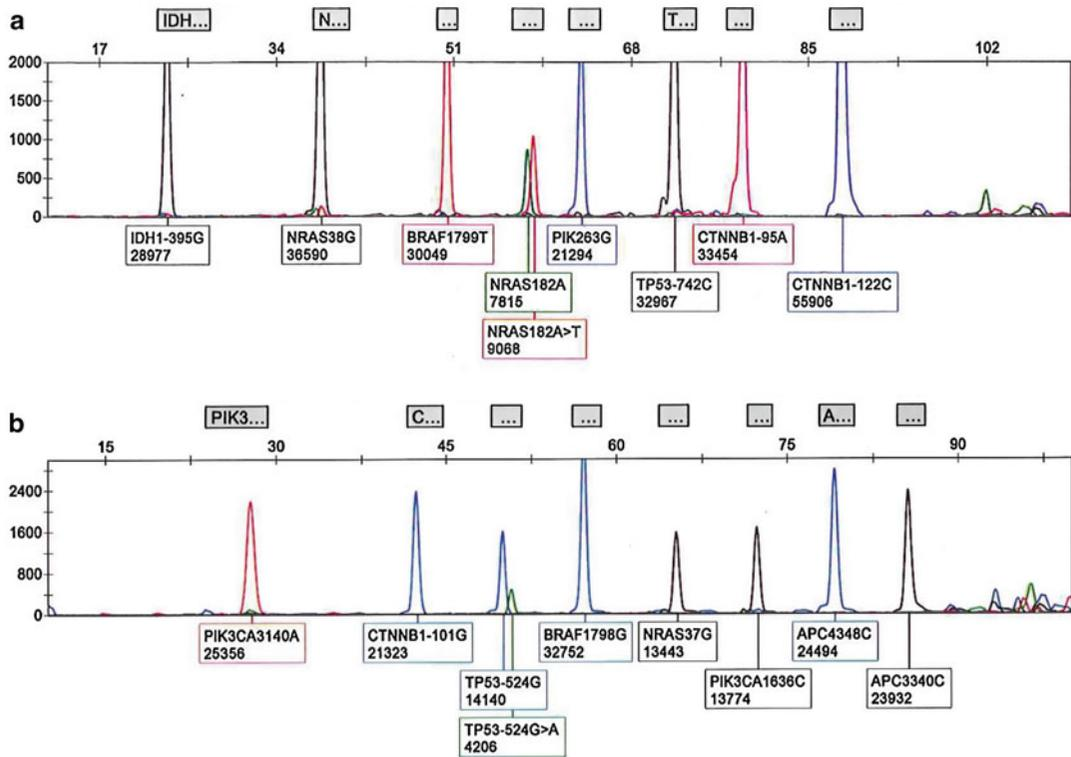 a
IDH... N... ... ... ... T... ... ...
17 34 51 68 85 102
2000
1500
1000
500
0
IDH1-395G
28977
NRAS38G
36590
BRAF1799T
30049
NRAS182A
7815
NRAS182A>T
9068
PIK263G
21294
TP53-742C
32967
CTNNB1-95A
33454
CTNNB1-122C
55906
b
PIK3... C... ... ... ... ... A... ...
15 30 45 60 75 90
2400
1600
800
0
PIK3CA3140A
25356
CTNNB1-101G
21323
TP53-524G
14140
TP53-524G>A
4206
BRAF1798G
32752
NRAS37G
13443
PIK3CA1636C
13774
APC4348C
24494
APC3340C
23932